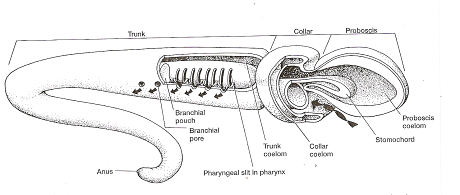 Trunk
Collar
Proboscis
Branchial
pouch
Branchial
pore
Trunk
coelom
Collar
coelom
Stomochord
Proboscis
coelom
Anus
Pharyngeal slit in pharynx